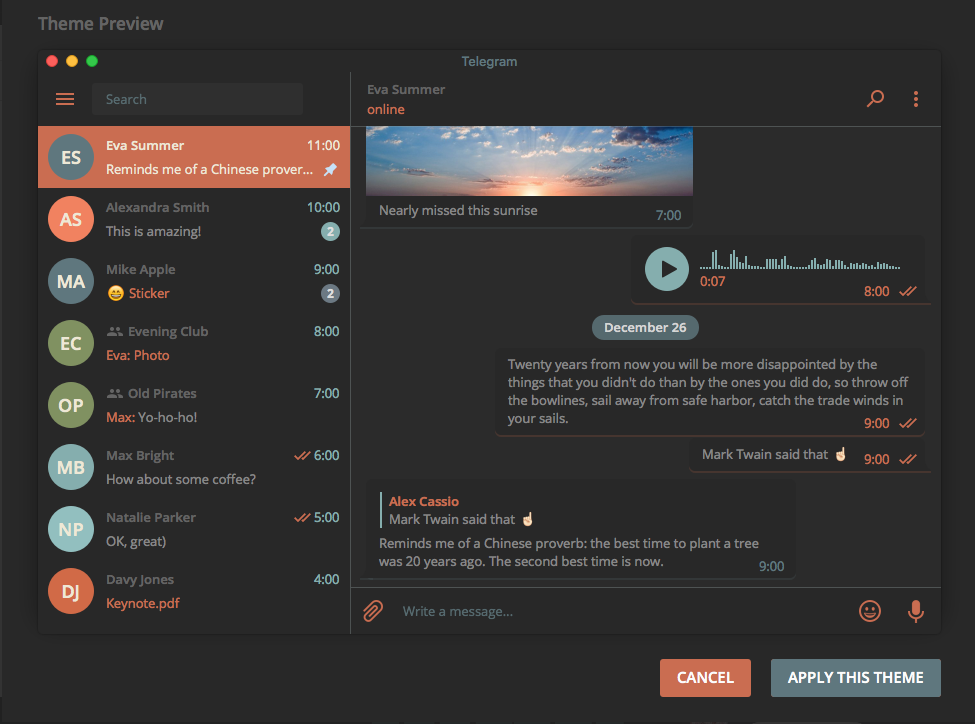 Theme Preview
Telegram
Search
Eva Summer
online
ES
Eva Summer 11:00
Reminds me of a Chinese prover...
AS
Alexandra Smith 10:00
This is amazing! 2
MA
Mike Apple 9:00
😄 Sticker 2
EC
Evening Club 8:00
Eva: Photo
OP
Old Pirates 7:00
Max: Yo-ho-ho!
MB
Max Bright 6:00
How about some coffee?
NP
Natalie Parker 5:00
OK, great)
DJ
Davy Jones 4:00
Keynote.pdf
Nearly missed this sunrise 7:00
0:07 8:00
December 26
Twenty years from now you will be more disappointed by the
things that you didn't do than by the ones you did do, so throw off
the bowlines, sail away from safe harbor, catch the trade winds in
your sails. 9:00
Mark Twain said that ☝🏻 9:00
Alex Cassio
Mark Twain said that ☝🏻
Reminds me of a Chinese proverb: the best time to plant a tree
was 20 years ago. The second best time is now. 9:00
Write a message...
CANCEL
APPLY THIS THEME